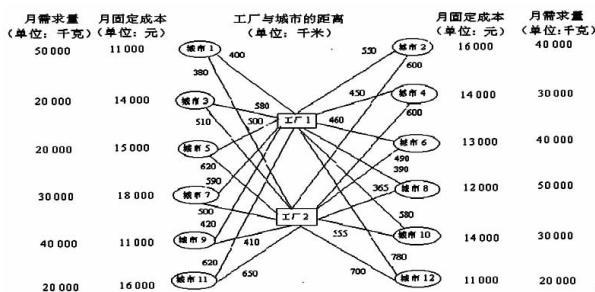 月需求量 月固定成本 工厂与城市的距离 月固定成本 月需求量
（单位：千克） （单位：元） （单位：千米） （单位：元） （单位：千克）
50 000 11 000 城市 1 400 550 城市 2 16 000 40 000
380 600
20 000 14 000 城市 3 580 450 城市 4 14 000 30 000
510 500 工厂 1 460 600
20 000 15 000 城市 5 城市 6 13 000 40 000
620 490
590 390
30 000 18 000 城市 7 365 城市 8 12 000 50 000
500 工厂 2 580
420
40 000 11 000 城市 9 410 555 城市 10 14 000 30 000
620 780
20 000 16 000 城市 11 650 700 城市 12 11 000 20 000